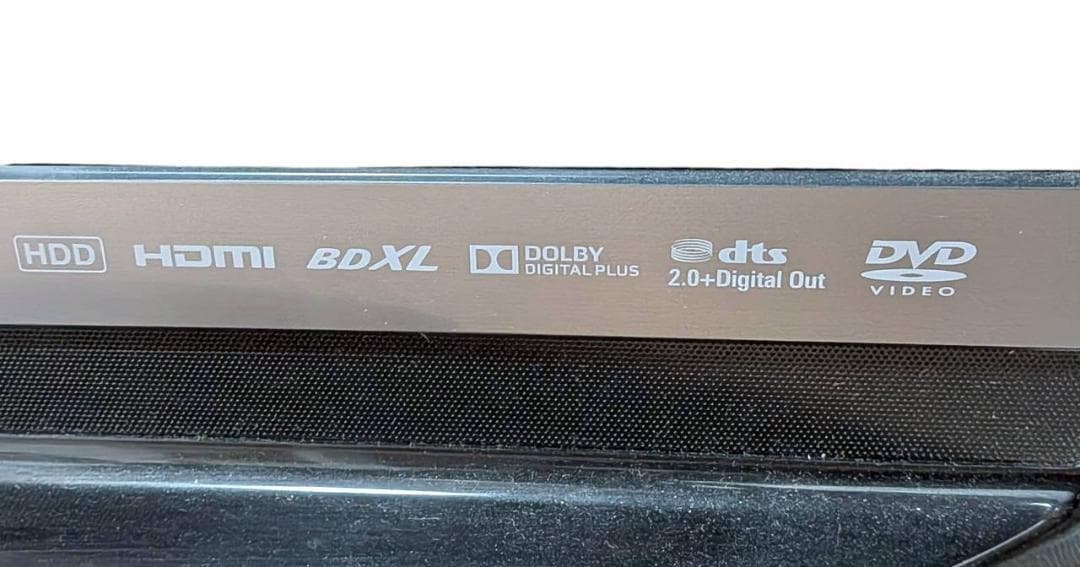 HDD
HDMI
BDXL
DOLBY
DIGITAL PLUS
dts
2.0+Digital Out
DVD
VIDEO